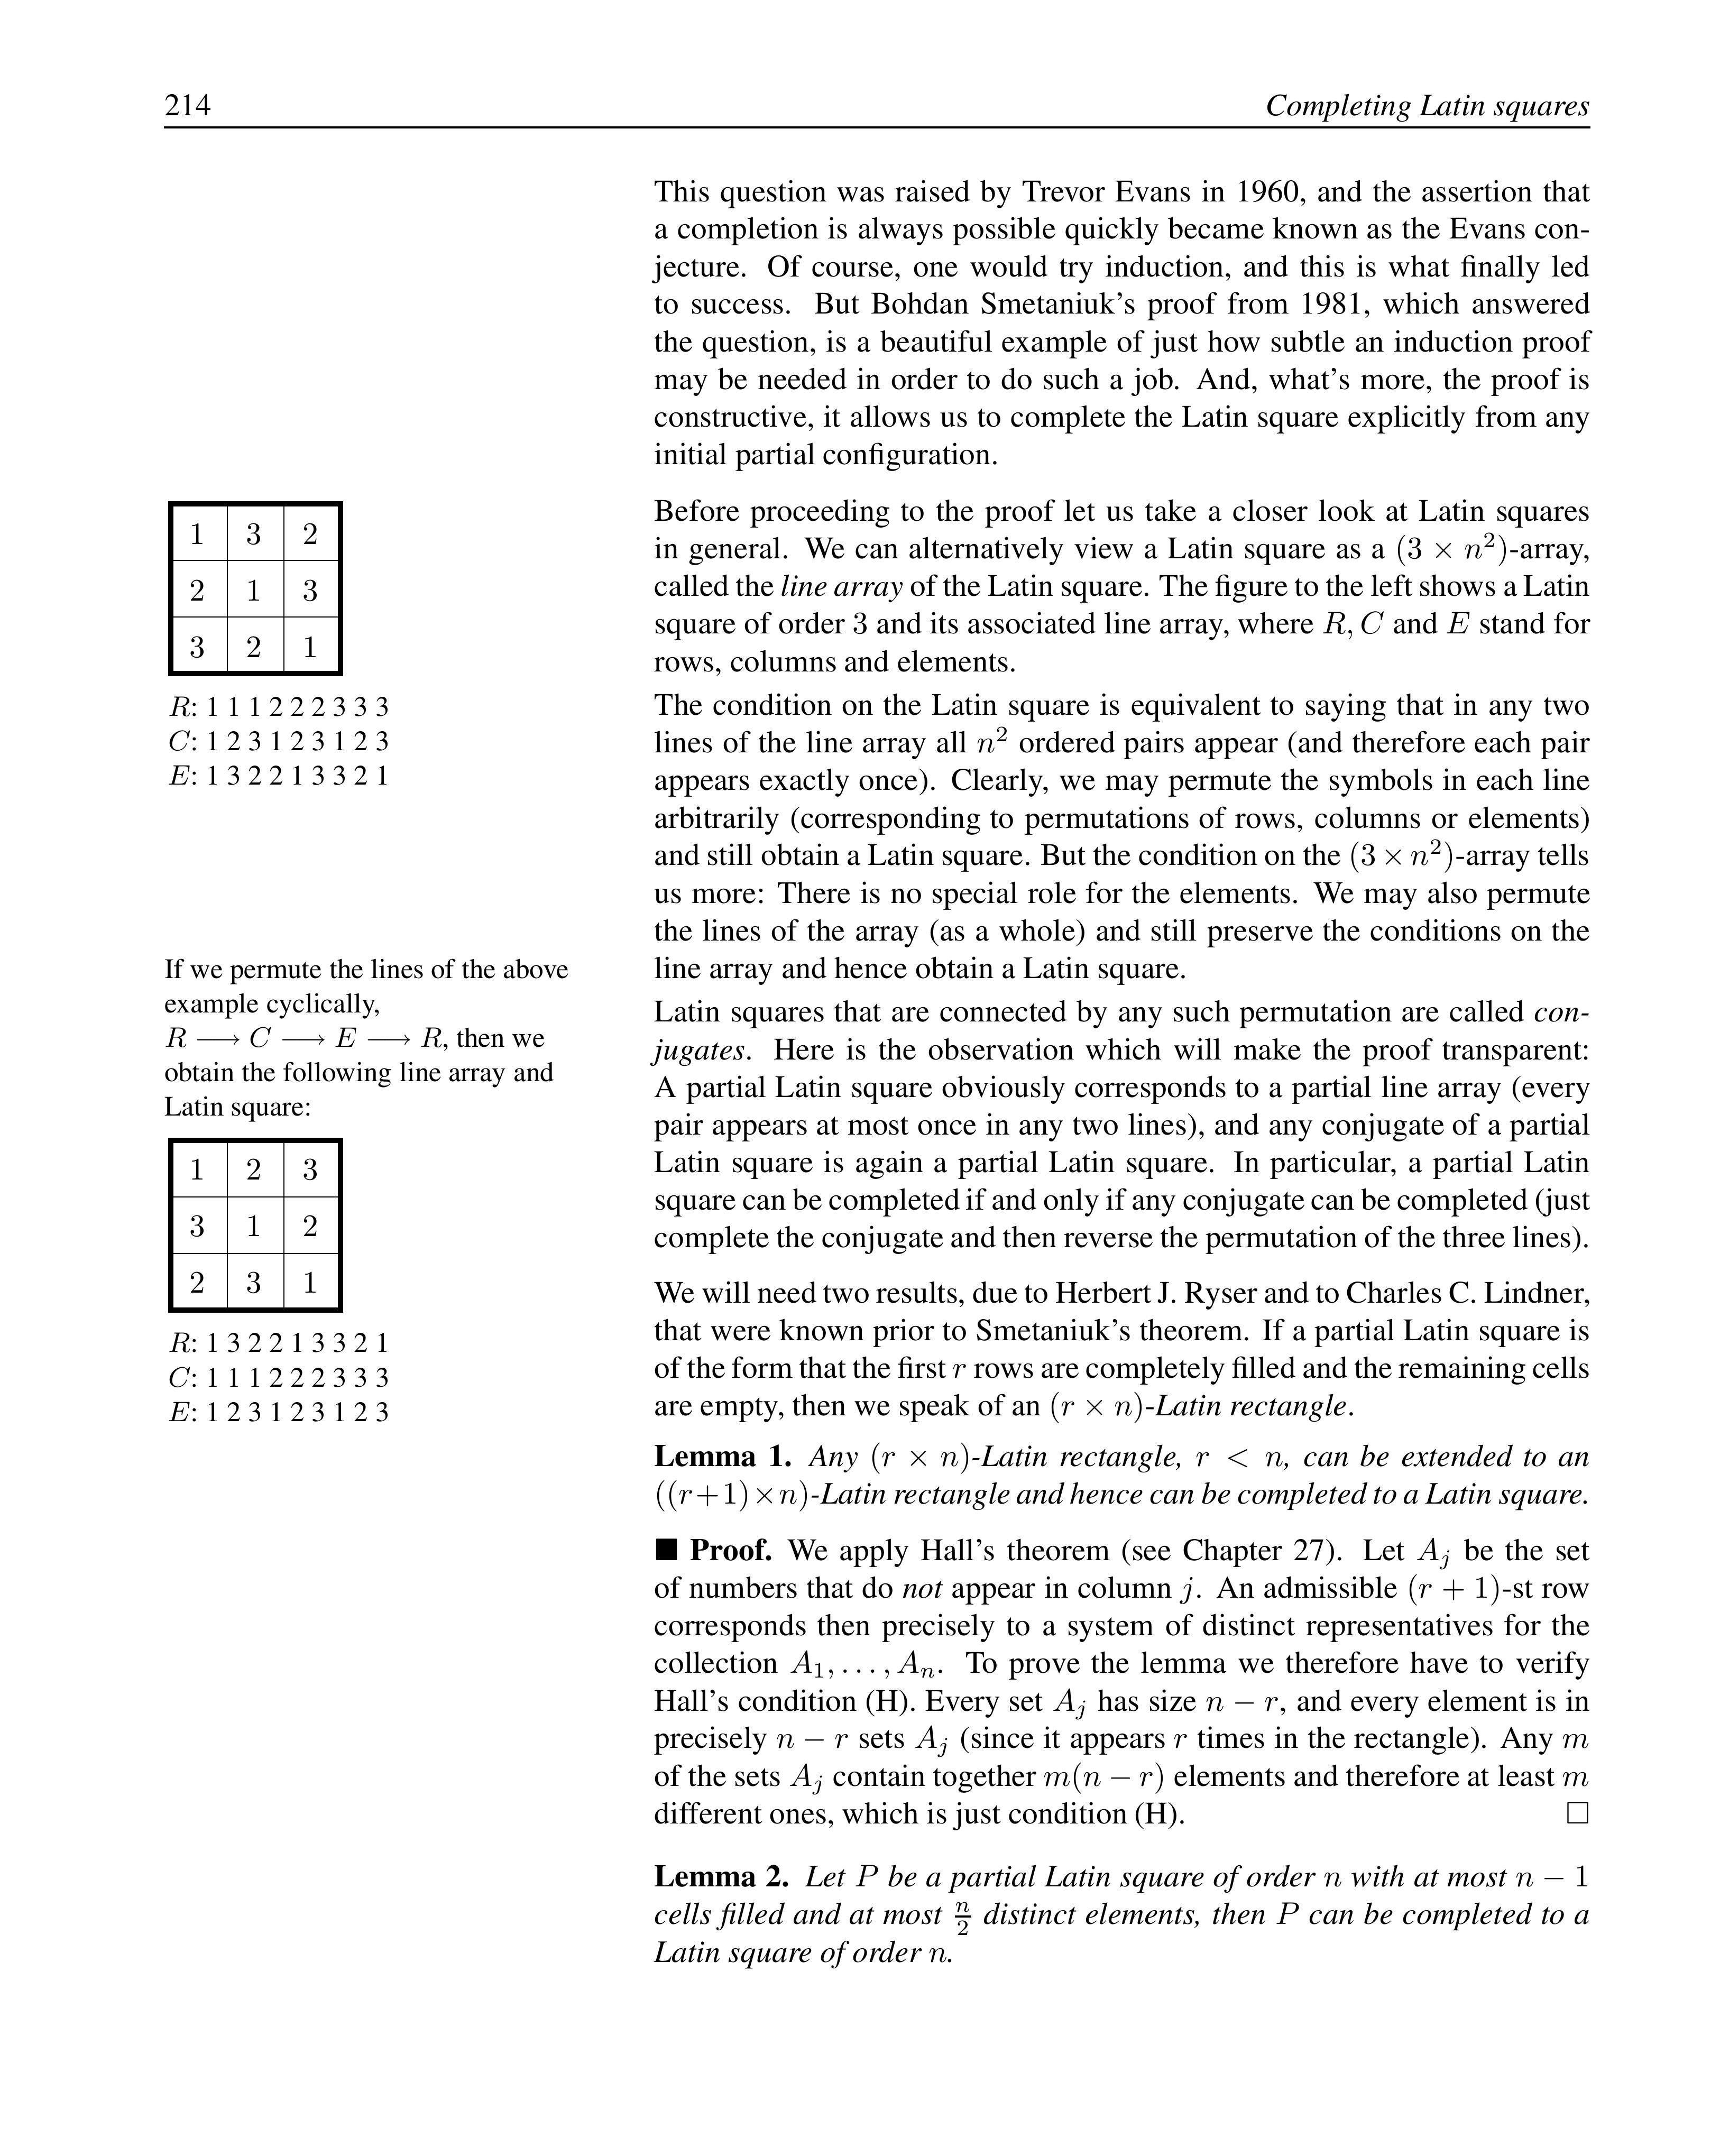 214
Completing Latin squares
This question was raised by Trevor Evans in 1960, and the assertion that
a completion is always possible quickly became known as the Evans con-
jecture. Of course, one would try induction, and this is what finally led
to success. But Bohdan Smetaniuk's proof from 1981, which answered
the question, is a beautiful example of just how subtle an induction proof
may be needed in order to do such a job. And, what's more, the proof is
constructive, it allows us to complete the Latin square explicitly from any
initial partial configuration.
1 3 2
2 1 3
3 2 1
R: 1 1 1 2 2 2 3 3 3
C: 1 2 3 1 2 3 1 2 3
E: 1 3 2 2 1 3 3 2 1
Before proceeding to the proof let us take a closer look at Latin squares
in general. We can alternatively view a Latin square as a (3 × n²)-array,
called the line array of the Latin square. The figure to the left shows a Latin
square of order 3 and its associated line array, where R, C and E stand for
rows, columns and elements.
The condition on the Latin square is equivalent to saying that in any two
lines of the line array all n² ordered pairs appear (and therefore each pair
appears exactly once). Clearly, we may permute the symbols in each line
arbitrarily (corresponding to permutations of rows, columns or elements)
and still obtain a Latin square. But the condition on the (3 × n²)-array tells
us more: There is no special role for the elements. We may also permute
the lines of the array (as a whole) and still preserve the conditions on the
line array and hence obtain a Latin square.
If we permute the lines of the above
example cyclically,
R ⟶ C ⟶ E ⟶ R, then we
obtain the following line array and
Latin square:
1 2 3
3 1 2
2 3 1
R: 1 3 2 2 1 3 3 2 1
C: 1 1 1 2 2 2 3 3 3
E: 1 2 3 1 2 3 1 2 3
Latin squares that are connected by any such permutation are called con-
jugates. Here is the observation which will make the proof transparent:
A partial Latin square obviously corresponds to a partial line array (every
pair appears at most once in any two lines), and any conjugate of a partial
Latin square is again a partial Latin square. In particular, a partial Latin
square can be completed if and only if any conjugate can be completed (just
complete the conjugate and then reverse the permutation of the three lines).
We will need two results, due to Herbert J. Ryser and to Charles C. Lindner,
that were known prior to Smetaniuk's theorem. If a partial Latin square is
of the form that the first r rows are completely filled and the remaining cells
are empty, then we speak of an (r × n)-Latin rectangle.
Lemma 1. Any (r × n)-Latin rectangle, r < n, can be extended to an
((r+1)×n)-Latin rectangle and hence can be completed to a Latin square.
■ Proof. We apply Hall's theorem (see Chapter 27). Let Aⱼ be the set
of numbers that do not appear in column j. An admissible (r + 1)-st row
corresponds then precisely to a system of distinct representatives for the
collection A₁, . . . , Aₙ. To prove the lemma we therefore have to verify
Hall's condition (H). Every set Aⱼ has size n − r, and every element is in
precisely n − r sets Aⱼ (since it appears r times in the rectangle). Any m
of the sets Aⱼ contain together m(n − r) elements and therefore at least m
different ones, which is just condition (H). □
Lemma 2. Let P be a partial Latin square of order n with at most n − 1
cells filled and at most n/2 distinct elements, then P can be completed to a
Latin square of order n.